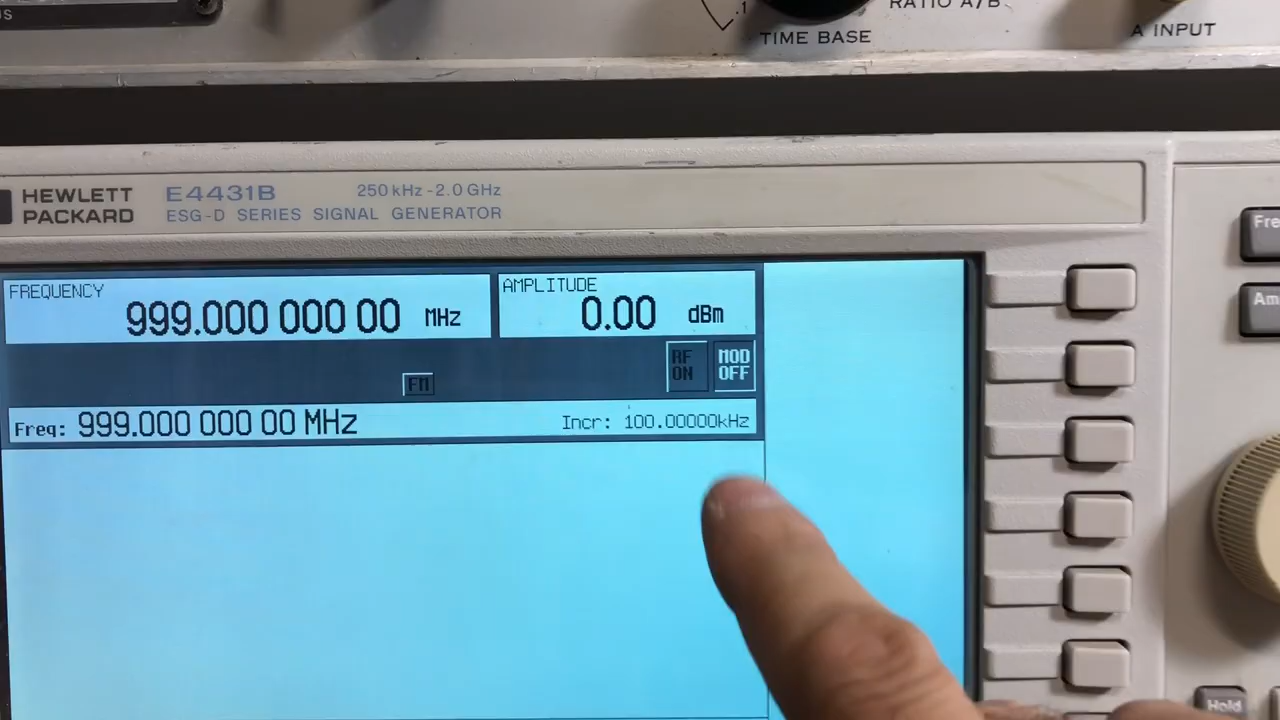 .1
RATIO A/B
TIME BASE
A INPUT
HEWLETT
PACKARD
E4431B
250 kHz - 2.0 GHz
ESG-D SERIES SIGNAL GENERATOR
FREQUENCY
999.000 000 00 MHz
AMPLITUDE
0.00 dBm
RF
ON
MOD
OFF
FM
Freq: 999.000 000 00 MHz
Incr: 100.00000kHz
Hold